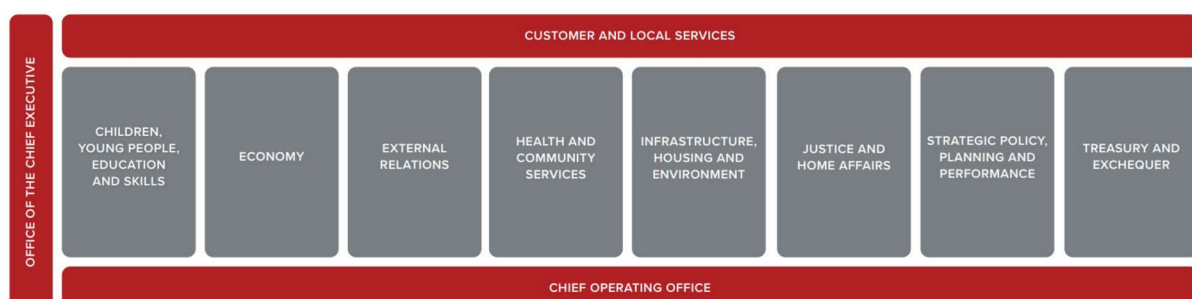 OFFICE OF THE CHIEF EXECUTIVE
CUSTOMER AND LOCAL SERVICES
CHILDREN,
YOUNG PEOPLE,
EDUCATION
AND SKILLS
ECONOMY
EXTERNAL
RELATIONS
HEALTH AND
COMMUNITY
SERVICES
INFRASTRUCTURE,
HOUSING AND
ENVIRONMENT
JUSTICE AND
HOME AFFAIRS
STRATEGIC POLICY,
PLANNING AND
PERFORMANCE
TREASURY AND
EXCHEQUER
CHIEF OPERATING OFFICE